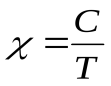 χ = C/T